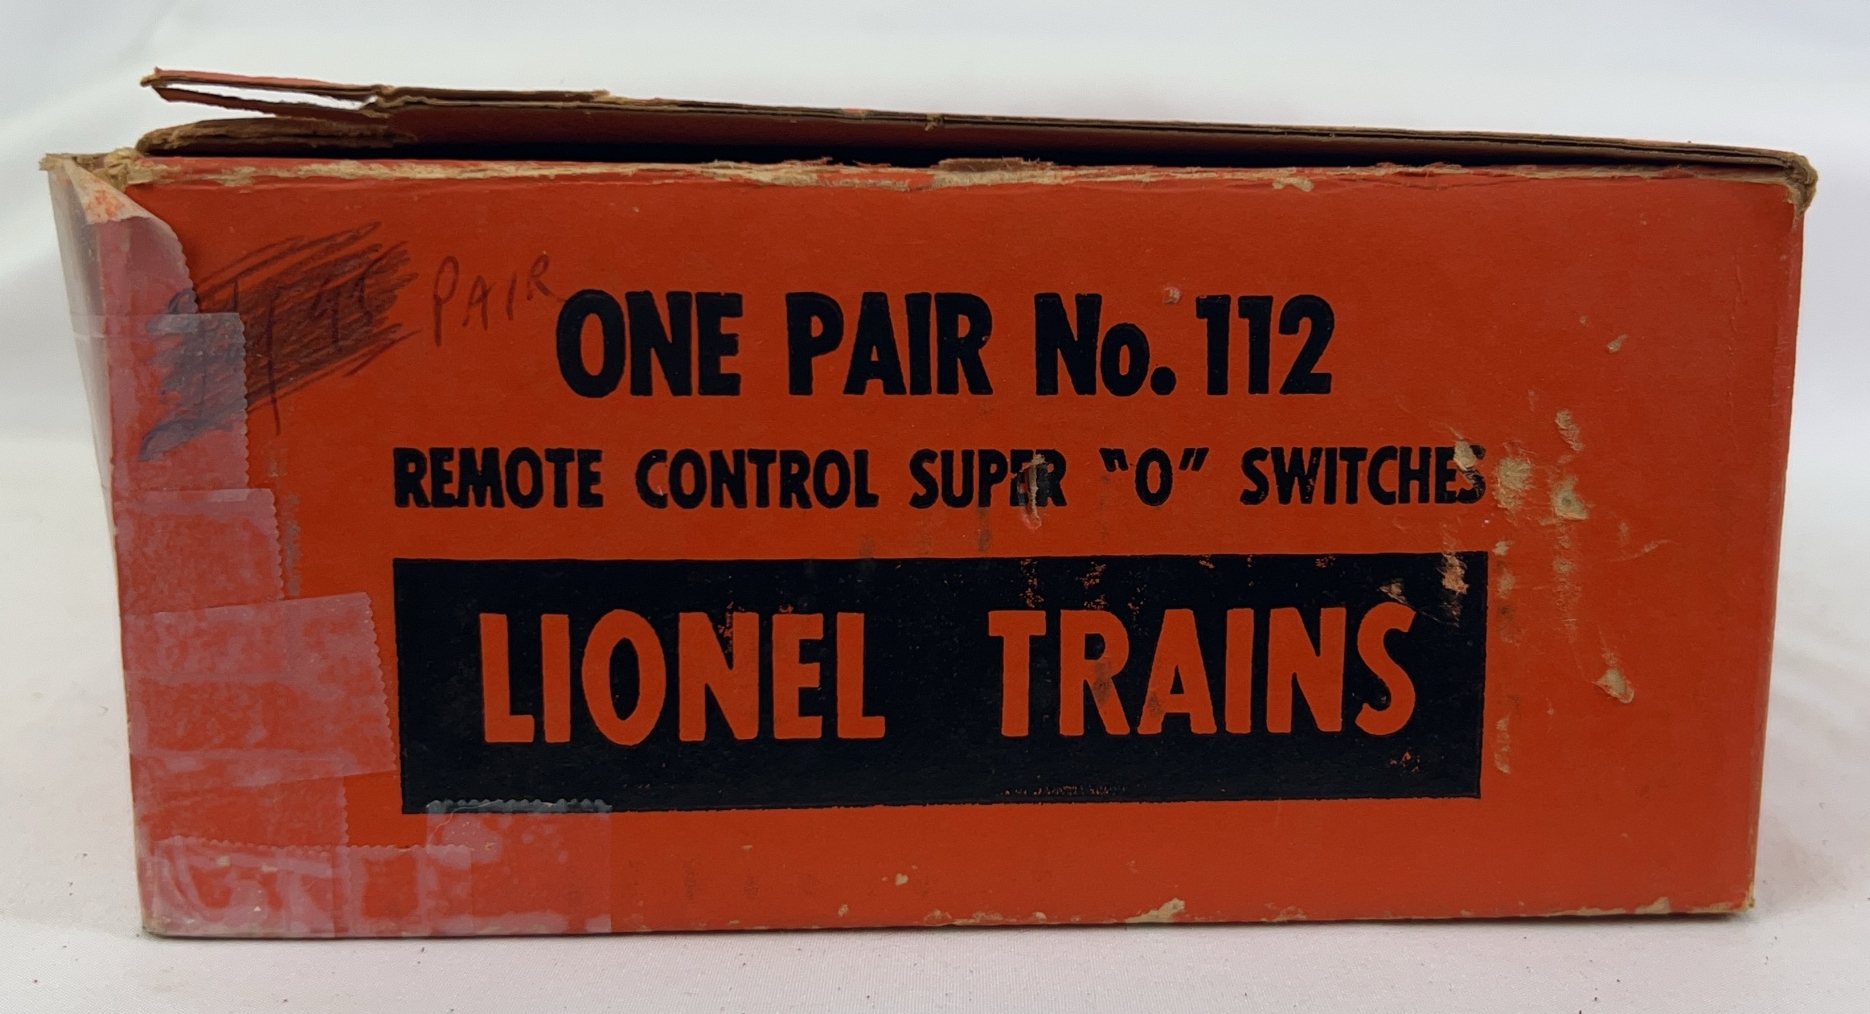 PAIR
ONE PAIR No. 112
REMOTE CONTROL SUPER "O" SWITCHES
LIONEL TRAINS